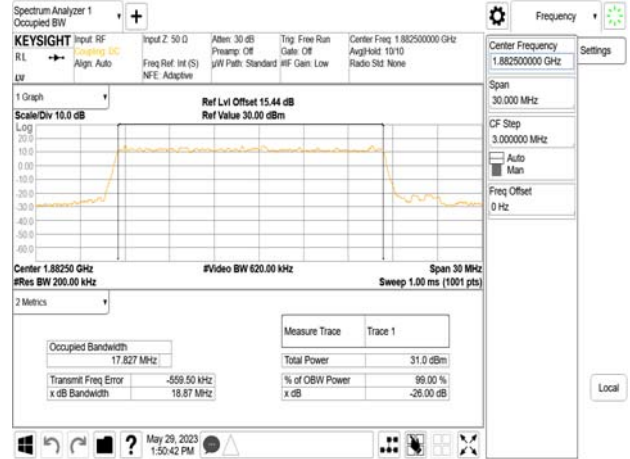 Spectrum Analyzer 1
Occupied BW
Frequency
KEYSIGHT Input: RF
Coupling: DC
Align: Auto
RL
LV
Input Z: 50 Ω
Freq Ref: Int (S)
NFE: Adaptive
Atten: 30 dB
Preamp: Off
µW Path: Standard
Trig: Free Run
Gate: Off
#IF Gain: Low
Center Freq: 1.882500000 GHz
Avg|Hold: 10/10
Radio Std: None
Center Frequency
1.882500000 GHz
Settings
Span
30.000 MHz
CF Step
3.000000 MHz
Auto
Man
Freq Offset
0 Hz
Local
1 Graph
Scale/Div 10.0 dB
Ref Lvl Offset 15.44 dB
Ref Value 30.00 dBm
Log
20.0
10.0
0.00
-10.0
-20.0
-30.0
-40.0
-50.0
-60.0
Center 1.88250 GHz
#Res BW 200.00 kHz
#Video BW 620.00 kHz
Span 30 MHz
Sweep 1.00 ms (1001 pts)
2 Metrics
Measure Trace Trace 1
Occupied Bandwidth
17.827 MHz
Total Power 31.0 dBm
Transmit Freq Error -559.50 kHz
% of OBW Power 99.00 %
x dB Bandwidth 18.87 MHz
x dB -26.00 dB
May 29, 2023
1:50:42 PM